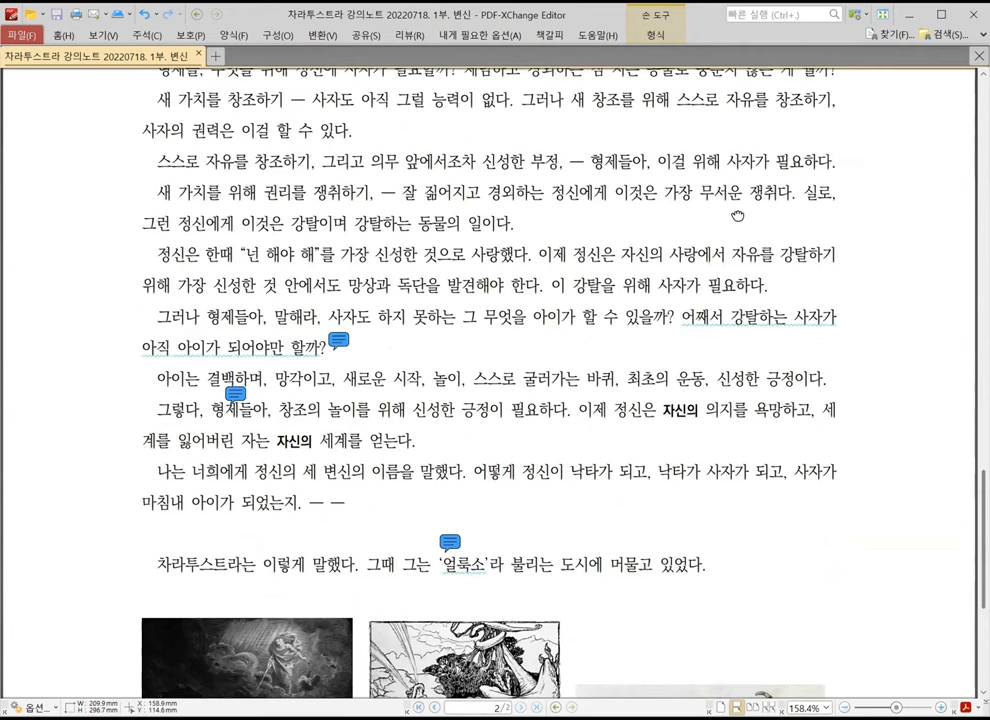 차라투스트라 강의노트 20220718. 1부. 변신 - PDF-XChange Editor
손 도구
빠른 실행 (Ctrl+.)
파일(F) 홈(H) 보기(V) 주석(C) 보호(P) 양식(F) 구성(O) 변환(V) 공유(S) 리뷰(R) 내게 필요한 옵션(A) 책갈피 도움말(H) 형식 찾기(F)... 검색(S)...
차라투스트라 강의노트 20220718. 1부. 변신
새 가치를 창조하기 — 사자도 아직 그럴 능력이 없다. 그러나 새 창조를 위해 스스로 자유를 창조하기,
사자의 권력은 이걸 할 수 있다.
스스로 자유를 창조하기, 그리고 의무 앞에서조차 신성한 부정, — 형제들아, 이걸 위해 사자가 필요하다.
새 가치를 위해 권리를 쟁취하기, — 잘 짊어지고 경외하는 정신에게 이것은 가장 무서운 쟁취다. 실로,
그런 정신에게 이것은 강탈이며 강탈하는 동물의 일이다.
정신은 한때 “넌 해야 해”를 가장 신성한 것으로 사랑했다. 이제 정신은 자신의 사랑에서 자유를 강탈하기
위해 가장 신성한 것 안에서도 망상과 독단을 발견해야 한다. 이 강탈을 위해 사자가 필요하다.
그러나 형제들아, 말해라, 사자도 하지 못하는 그 무엇을 아이가 할 수 있을까? 어째서 강탈하는 사자가
아직 아이가 되어야만 할까?
아이는 결백하며, 망각이고, 새로운 시작, 놀이, 스스로 굴러가는 바퀴, 최초의 운동, 신성한 긍정이다.
그렇다, 형제들아, 창조의 놀이를 위해 신성한 긍정이 필요하다. 이제 정신은 자신의 의지를 욕망하고, 세
계를 잃어버린 자는 자신의 세계를 얻는다.
나는 너희에게 정신의 세 변신의 이름을 말했다. 어떻게 정신이 낙타가 되고, 낙타가 사자가 되고, 사자가
마침내 아이가 되었는지. — —
차라투스트라는 이렇게 말했다. 그때 그는 ‘얼룩소’라 불리는 도시에 머물고 있었다.
옵션... W: 209.9mm X: 158.9mm 2/2 158.4%
H: 296.7mm Y: 114.6mm